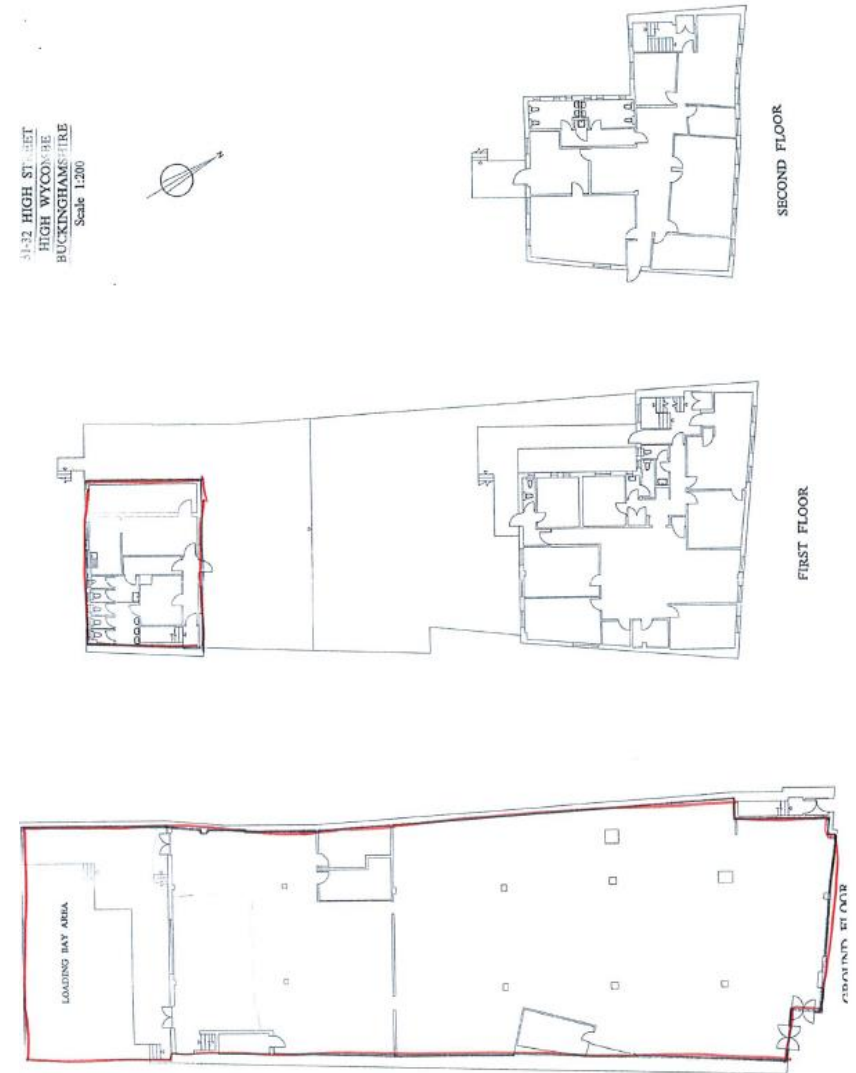 31-32 HIGH STREET
HIGH WYCOMBE
BUCKINGHAMSHIRE
Scale 1:200
N
SECOND FLOOR
FIRST FLOOR
LOADING BAY AREA
GROUND FLOOR